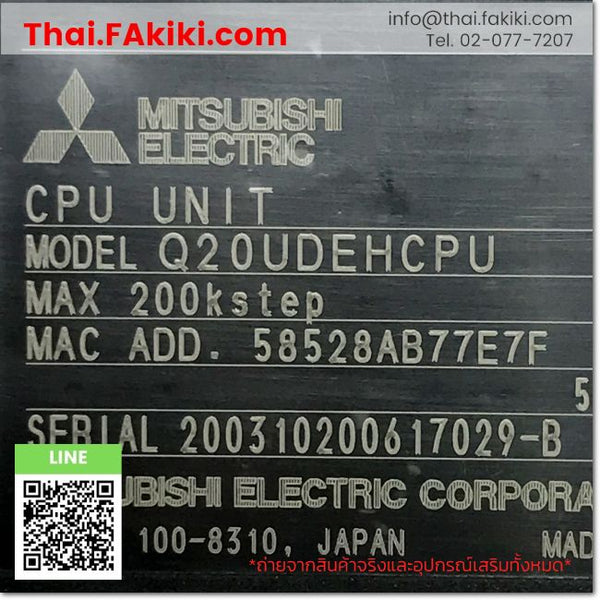 Thai.FAkiki.com
info@thai.fakiki.com
Tel. 02-077-7207
MITSUBISHI
ELECTRIC
CPU UNIT
MODEL Q20UDEHCPU
MAX 200kstep
MAC ADD. 58528AB77E7F
5
SERIAL 200310200617029-B
LINE
UBISHI ELECTRIC CORPORA
100-8310, JAPAN MAD
*ถ่ายจากสินค้าจริงและอุปกรณ์เสริมทั้งหมด*